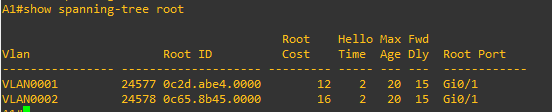 A1#show spanning-tree root
Root Hello Max Fwd
Vlan Root ID Cost Time Age Dly Root Port
---------------- -------------------- --------- ----- --- --- ------------
VLAN0001 24577 0c2d.abe4.0000 12 2 20 15 Gi0/1
VLAN0002 24578 0c65.8b45.0000 16 2 20 15 Gi0/1